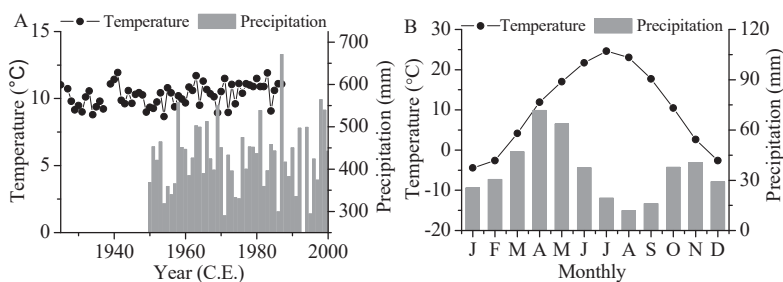 A
Temperature
Precipitation
15
10
5
0
Temperature (°C)
700
600
500
400
300
Precipitation (mm)
1940
1960
1980
2000
Year (C.E.)
B
Temperature
Precipitation
30
20
10
0
-10
-20
Temperature (°C)
120
90
60
30
0
Precipitation (mm)
J F M A M J J A S O N D
Monthly